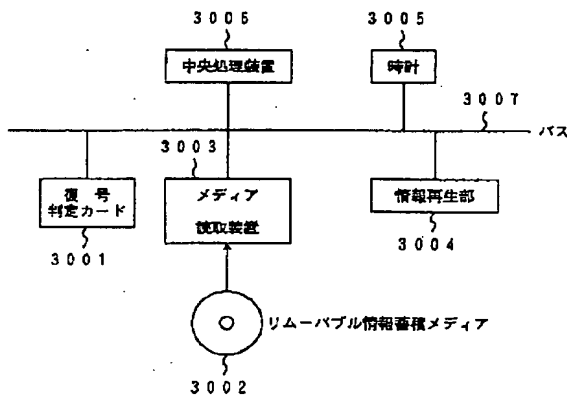 3006
3005
中央処理装置
時計
3007
バス
3003
復号
判定カード
メディア
読取装置
情報再生部
3001
3004
リムーバブル情報蓄積メディア
3002